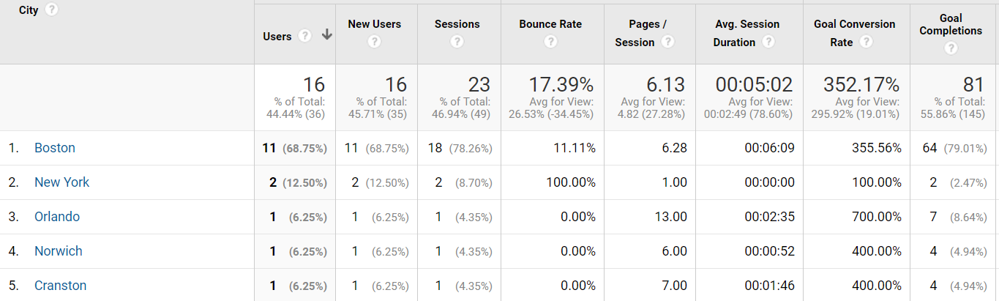 City ? Users ? New Users ? Sessions ? Bounce Rate ? Pages / Session ? Avg. Session Duration ? Goal Conversion Rate ? Goal Completions ?
16 16 23 17.39% 6.13 00:05:02 352.17% 81
% of Total: % of Total: % of Total: Avg for View: Avg for View: Avg for View: Avg for View: % of Total:
44.44% (36) 45.71% (35) 46.94% (49) 26.53% (-34.45%) 4.82 (27.28%) 00:02:49 (78.60%) 295.92% (19.01%) 55.86% (145)
1. Boston 11 (68.75%) 11 (68.75%) 18 (78.26%) 11.11% 6.28 00:06:09 355.56% 64 (79.01%)
2. New York 2 (12.50%) 2 (12.50%) 2 (8.70%) 100.00% 1.00 00:00:00 100.00% 2 (2.47%)
3. Orlando 1 (6.25%) 1 (6.25%) 1 (4.35%) 0.00% 13.00 00:02:35 700.00% 7 (8.64%)
4. Norwich 1 (6.25%) 1 (6.25%) 1 (4.35%) 0.00% 6.00 00:00:52 400.00% 4 (4.94%)
5. Cranston 1 (6.25%) 1 (6.25%) 1 (4.35%) 0.00% 7.00 00:01:46 400.00% 4 (4.94%)